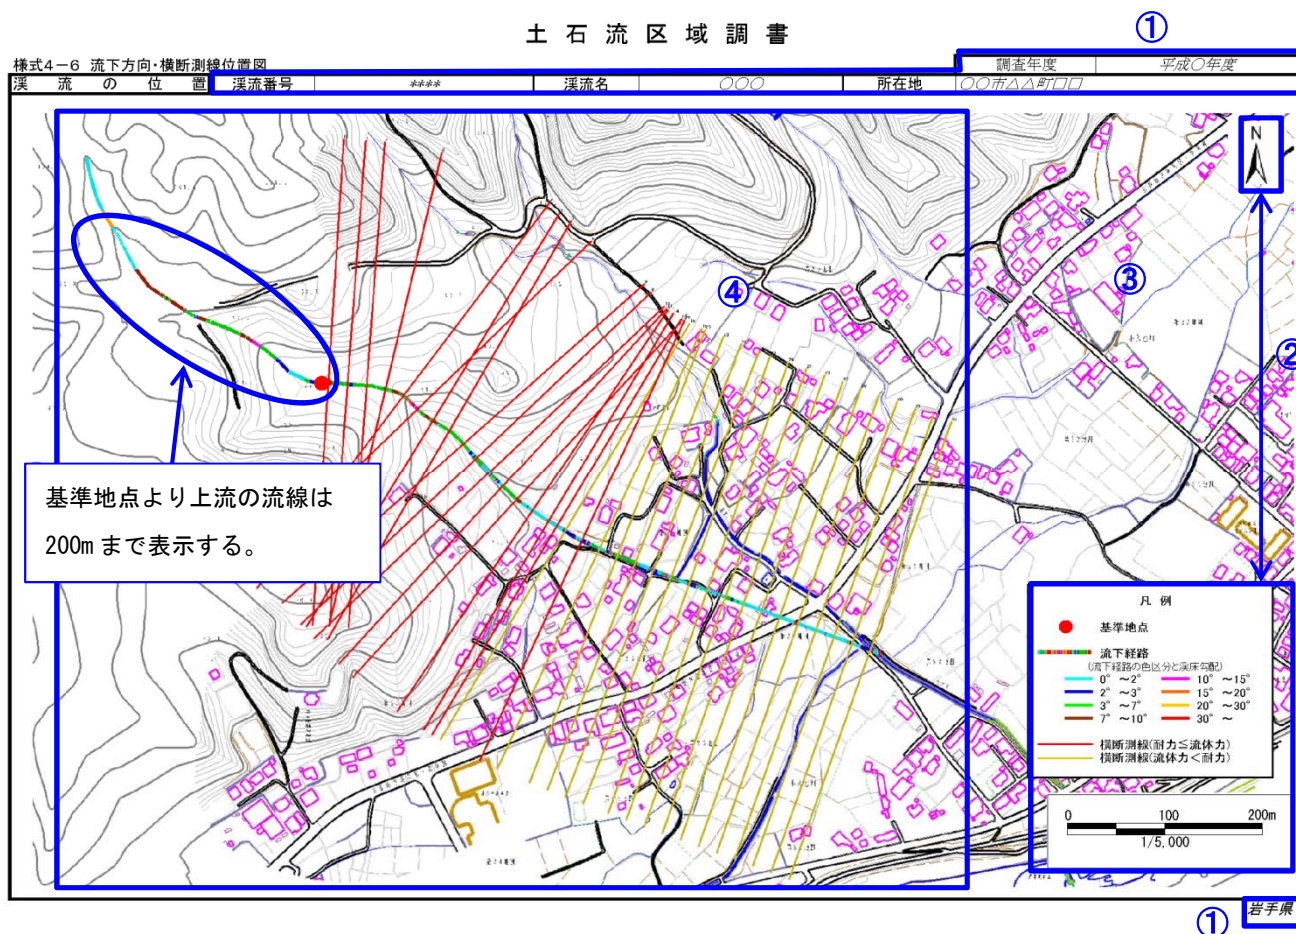 土石流区域調書
①
様式4－6 流下方向・横断測線位置図
調査年度 平成〇年度
渓流の位置 渓流番号 **** 渓流名 〇〇〇 所在地 〇〇市△△町□□
N
④
③
②
基準地点より上流の流線は
200m まで表示する。
凡例
基準地点
流下経路
(流下経路の色区分と渓床勾配)
0° ～2° 10° ～15°
2° ～3° 15° ～20°
3° ～7° 20° ～30°
7° ～10° 30° ～
横断測線(耐力≦流体力)
横断測線(流体力＜耐力)
0 100 200m
1/5,000
岩手県
①